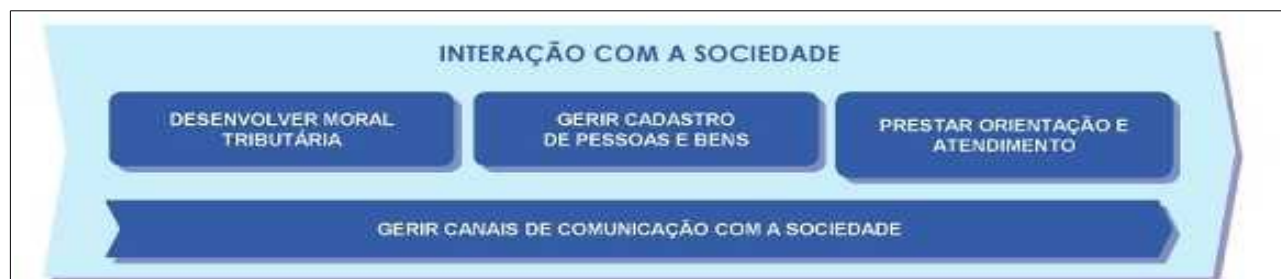 INTERAÇÃO COM A SOCIEDADE
DESENVOLVER MORAL
TRIBUTÁRIA
GERIR CADASTRO
DE PESSOAS E BENS
PRESTAR ORIENTAÇÃO E
ATENDIMENTO
GERIR CANAIS DE COMUNICAÇÃO COM A SOCIEDADE